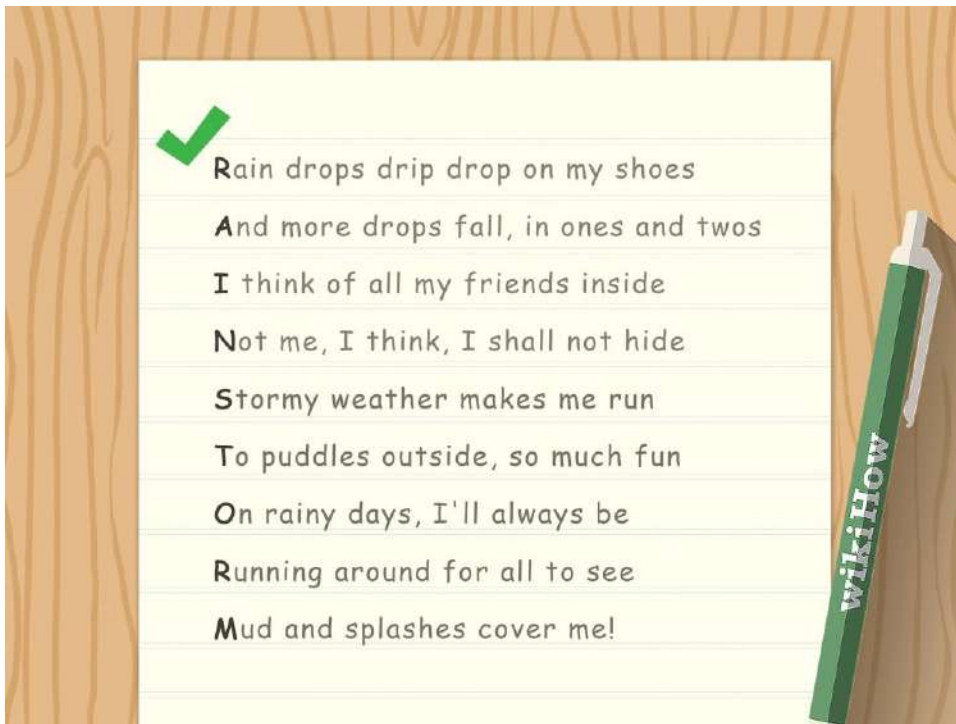 Rain drops drip drop on my shoes
And more drops fall, in ones and twos
I think of all my friends inside
Not me, I think, I shall not hide
Stormy weather makes me run
To puddles outside, so much fun
On rainy days, I'll always be
Running around for all to see
Mud and splashes cover me!
wikiHow